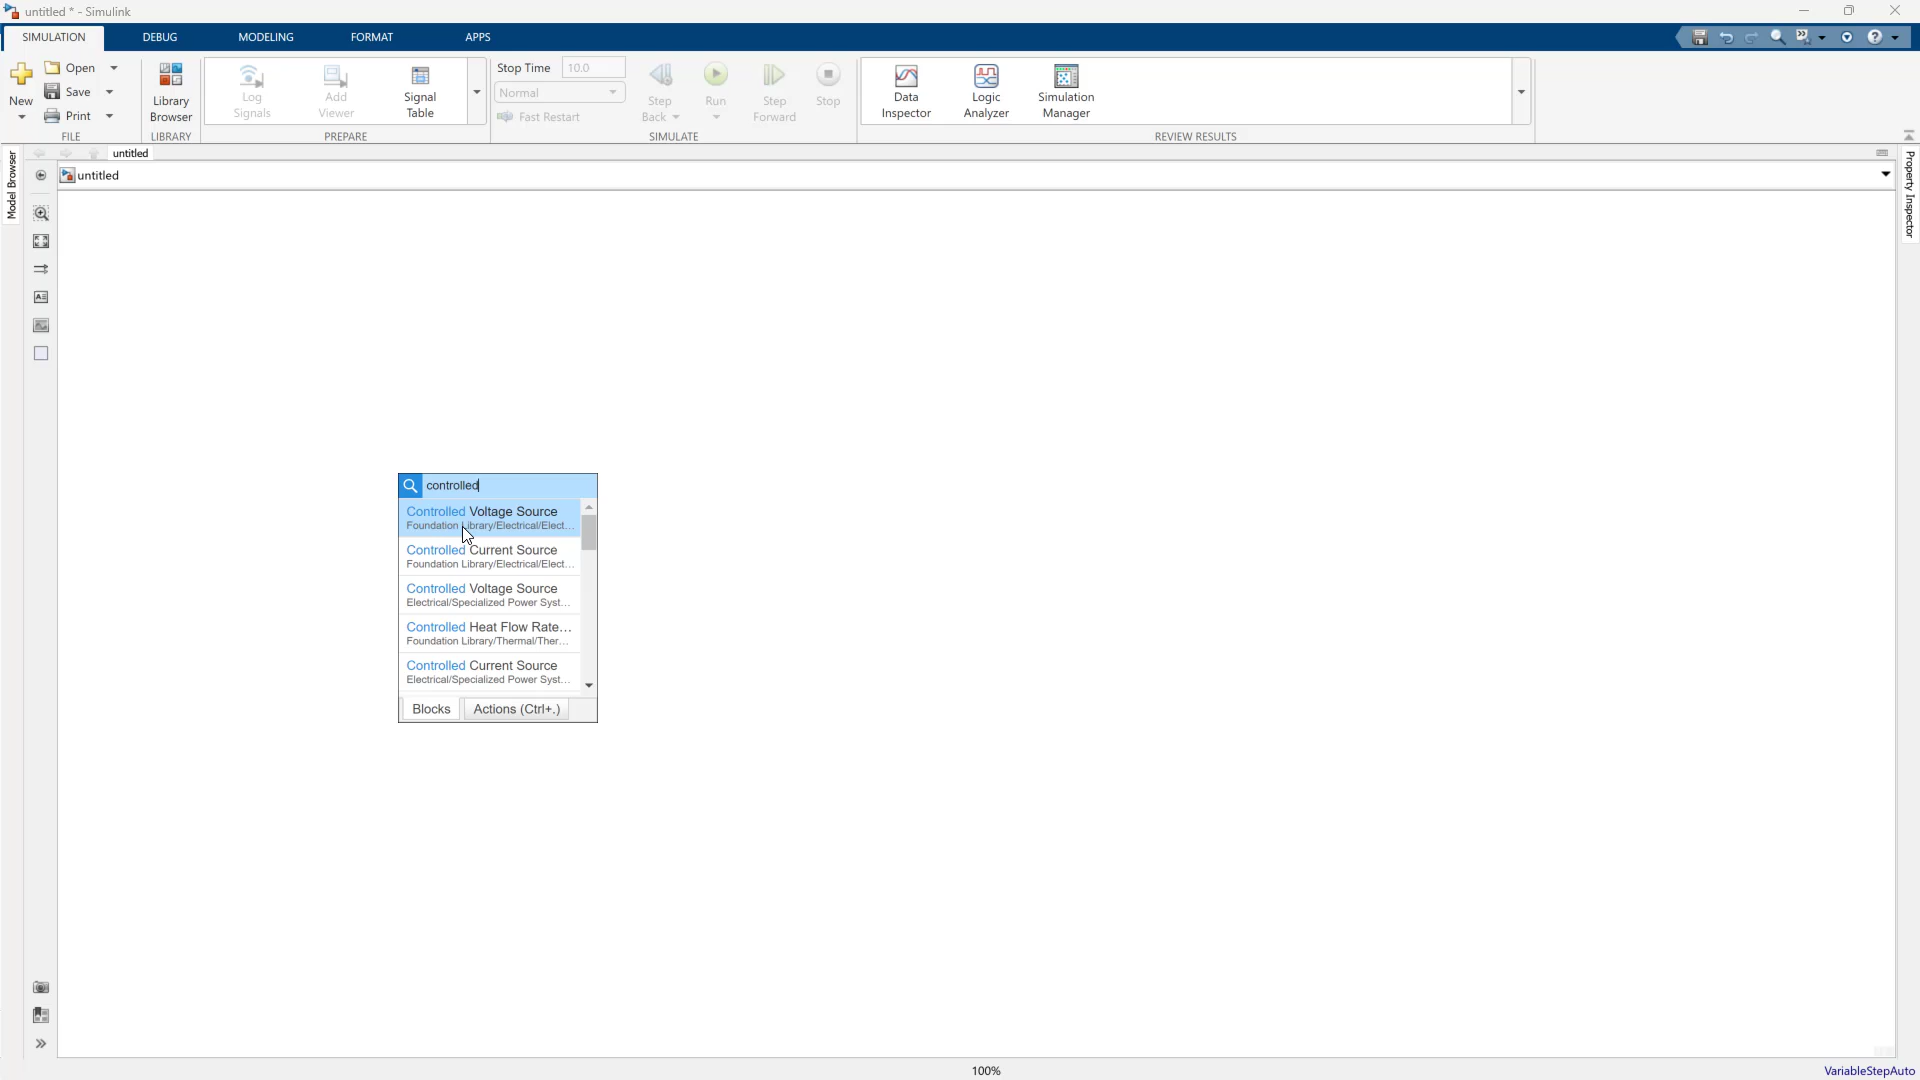 untitled * - Simulink
SIMULATION DEBUG MODELING FORMAT APPS
New
Open
Save
Print
FILE
Library
Browser
LIBRARY
Log
Signals
Add
Viewer
Signal
Table
PREPARE
Stop Time 10.0
Normal
Fast Restart
Step
Back
Run
Step
Forward
Stop
SIMULATE
Data
Inspector
Logic
Analyzer
Simulation
Manager
REVIEW RESULTS
Model Browser
untitled
untitled
Property Inspector
controlled
Controlled Voltage Source
Foundation Library/Electrical/Elect...
Controlled Current Source
Foundation Library/Electrical/Elect...
Controlled Voltage Source
Electrical/Specialized Power Syst...
Controlled Heat Flow Rate...
Foundation Library/Thermal/Ther...
Controlled Current Source
Electrical/Specialized Power Syst...
Blocks Actions (Ctrl+.)
100%
VariableStepAuto